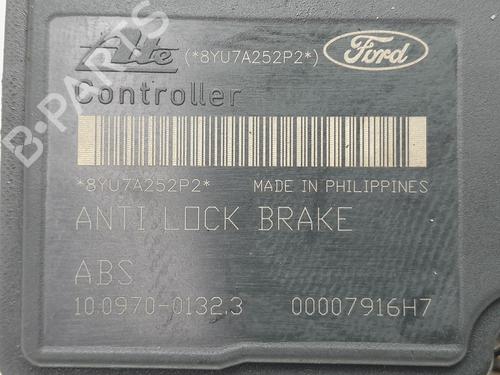 Ate (*8YU7A252P2*) Ford
Controller
*8YU7A252P2* MADE IN PHILIPPINES
ANTI LOCK BRAKE
ABS
10.0970-0132.3 00007916H7
B-PARTS